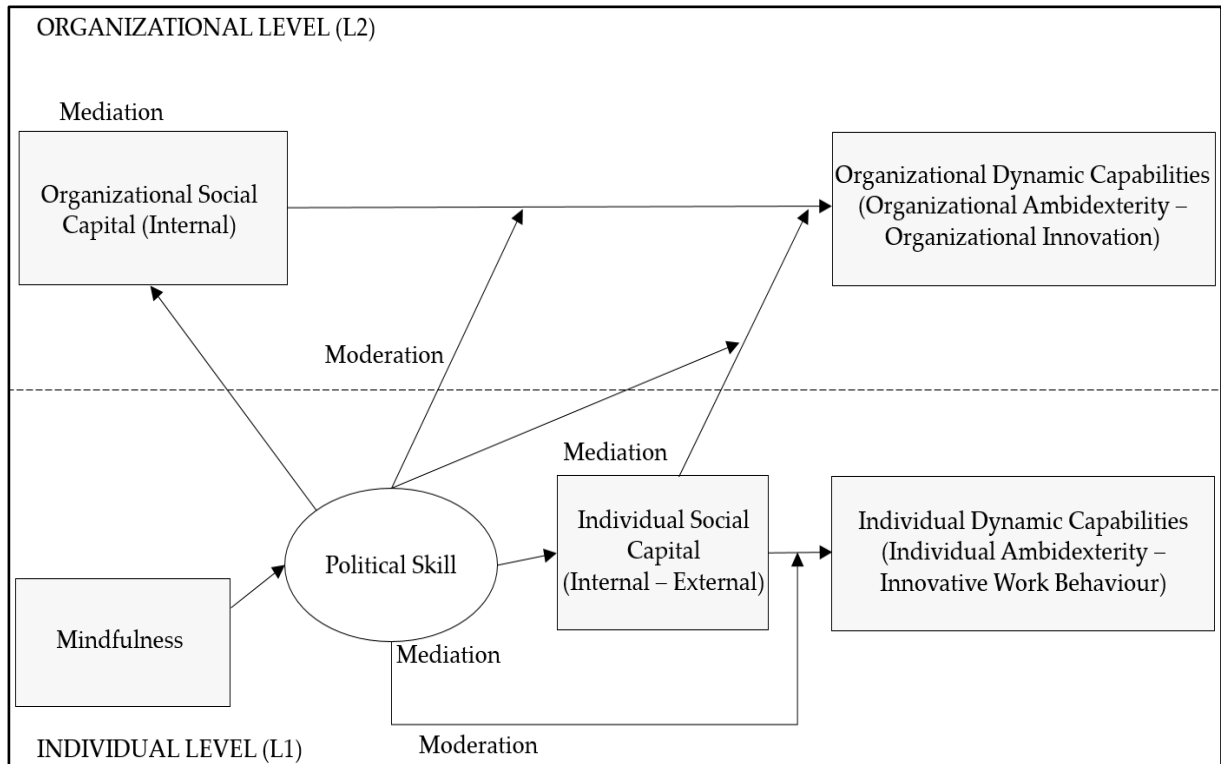 ORGANIZATIONAL LEVEL (L2)
Mediation
Organizational Social
Capital (Internal)
Organizational Dynamic Capabilities
(Organizational Ambidexterity –
Organizational Innovation)
Moderation
Mediation
Individual Social
Capital
(Internal – External)
Individual Dynamic Capabilities
(Individual Ambidexterity –
Innovative Work Behaviour)
Political Skill
Mindfulness
Mediation
Moderation
INDIVIDUAL LEVEL (L1)